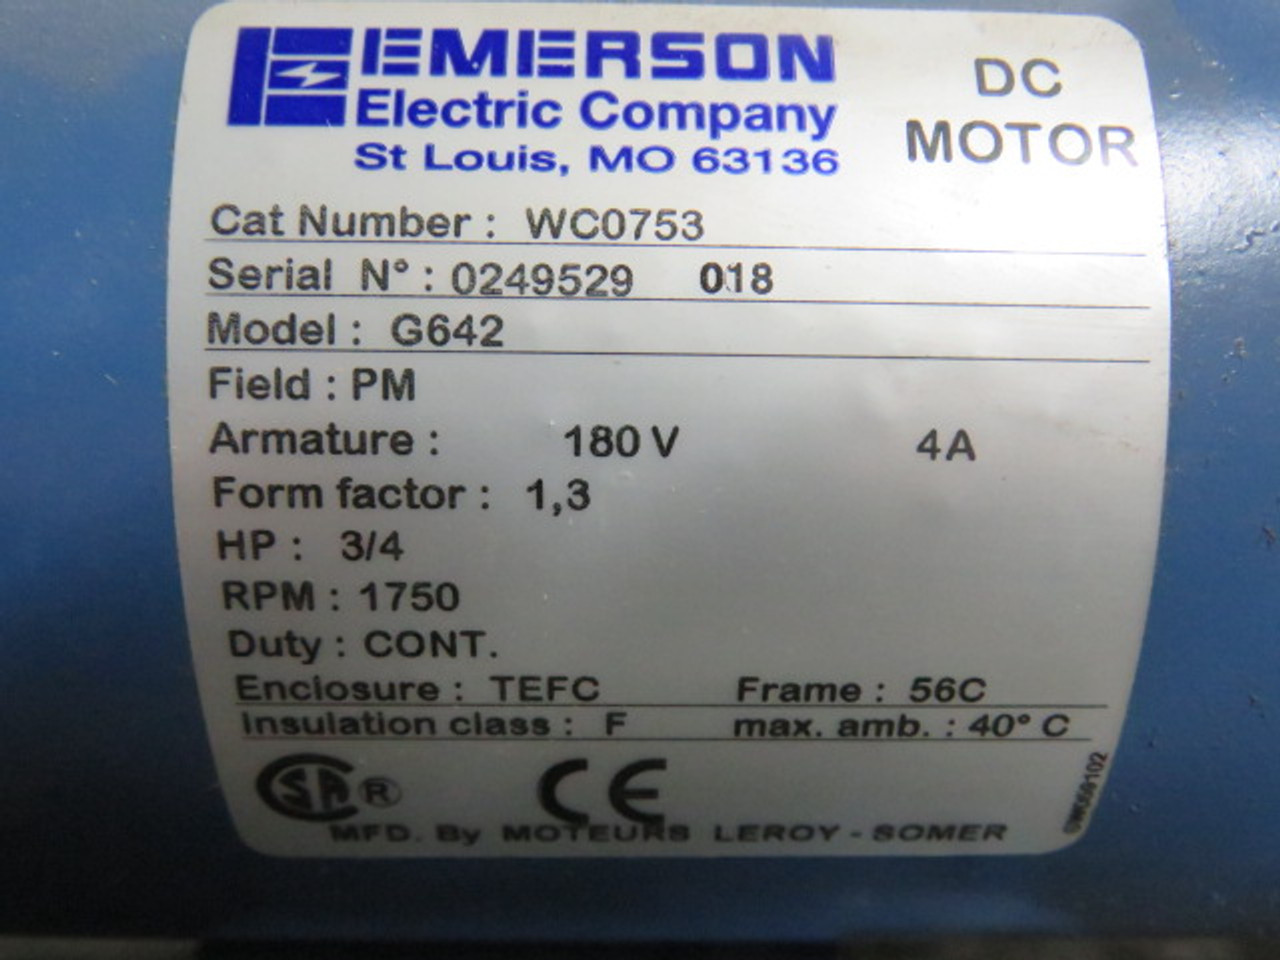 EMERSON
Electric Company
St Louis, MO 63136
DC
MOTOR
Cat Number : WC0753
Serial N° : 0249529 018
Model : G642
Field : PM
Armature : 180 V 4A
Form factor : 1,3
HP : 3/4
RPM : 1750
Duty : CONT.
Enclosure : TEFC Frame : 56C
Insulation class : F max. amb. : 40° C
SA ®
CE
MFD. By MOTEURS LEROY - SOMER